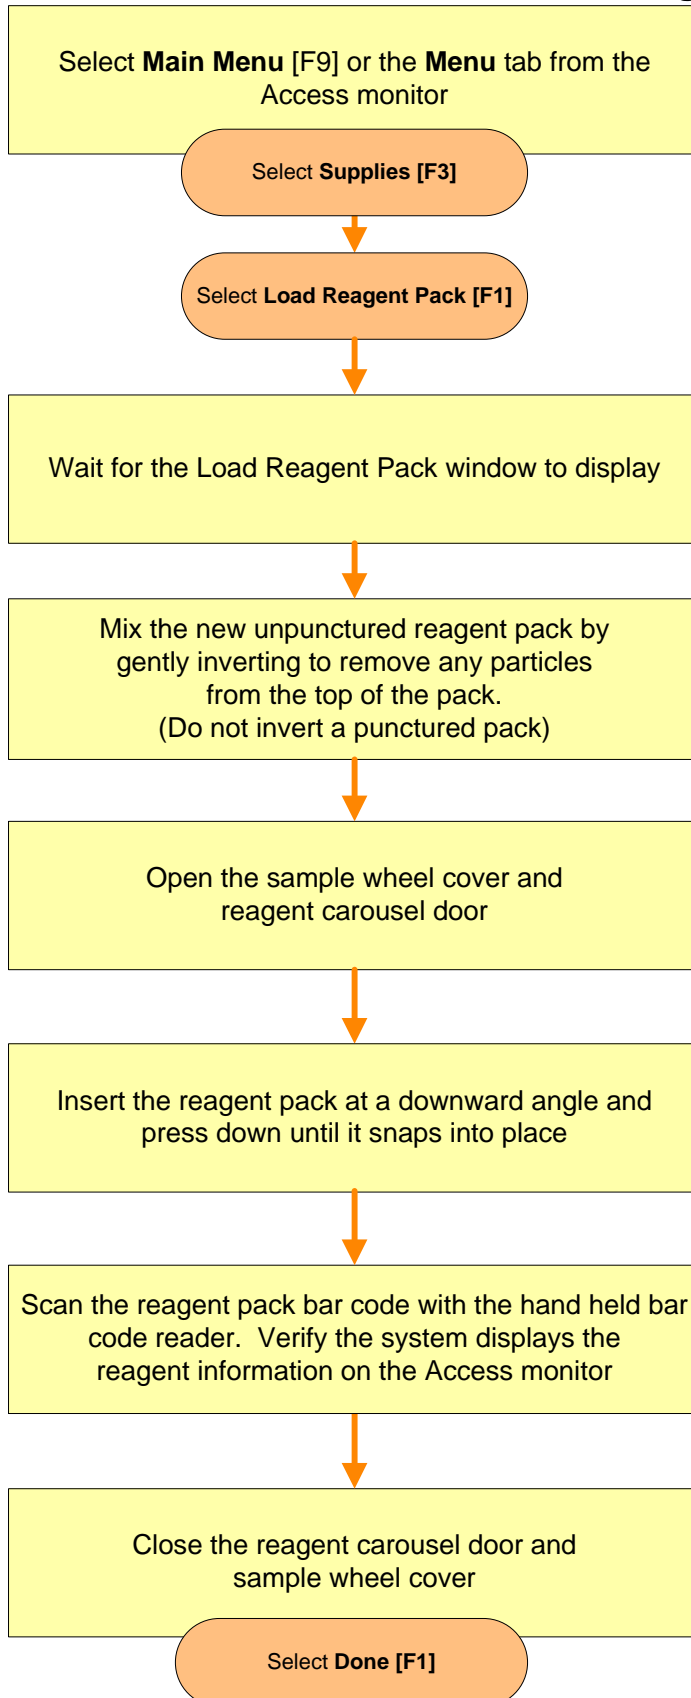 Select Main Menu [F9] or the Menu tab from the
Access monitor
Select Supplies [F3]
Select Load Reagent Pack [F1]
Wait for the Load Reagent Pack window to display
Mix the new unpunctured reagent pack by
gently inverting to remove any particles
from the top of the pack.
(Do not invert a punctured pack)
Open the sample wheel cover and
reagent carousel door
Insert the reagent pack at a downward angle and
press down until it snaps into place
Scan the reagent pack bar code with the hand held bar
code reader.  Verify the system displays the
reagent information on the Access monitor
Close the reagent carousel door and
sample wheel cover
Select Done [F1]